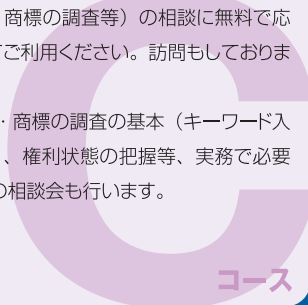 商標の調査等）の相談に無料で応
ご利用ください。訪問もしておりま
・商標の調査の基本（キーワード入
、権利状態の把握等、実務で必要
の相談会も行います。
C
コース